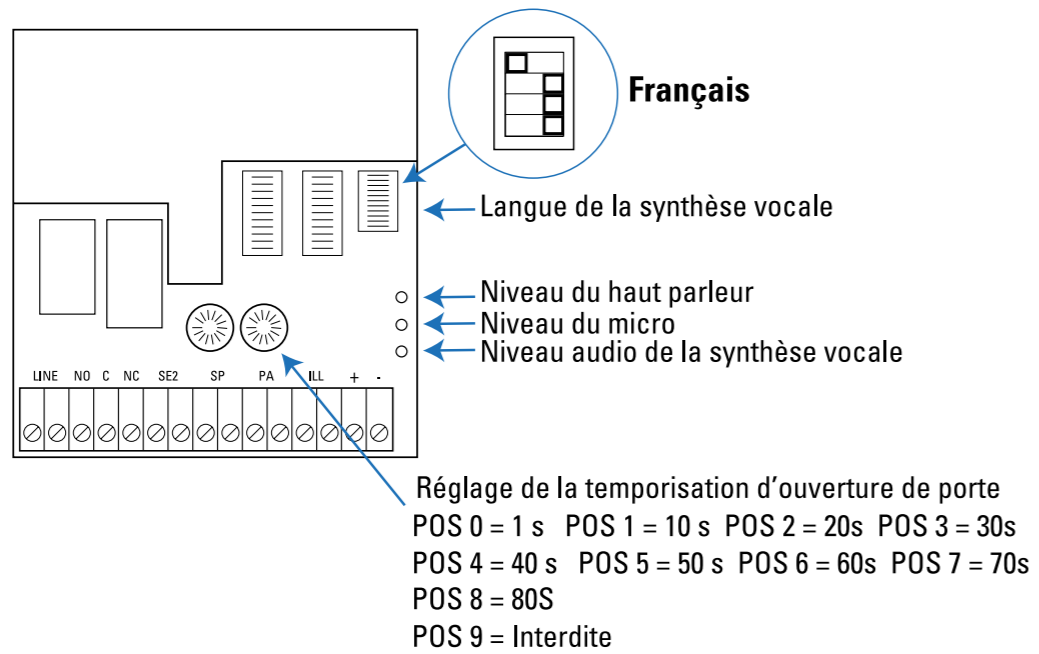 Français
Langue de la synthèse vocale
Niveau du haut parleur
Niveau du micro
Niveau audio de la synthèse vocale
LINE NO C NC SE2 SP PA ILL + -
Réglage de la temporisation d'ouverture de porte
POS 0 = 1 s POS 1 = 10 s POS 2 = 20s POS 3 = 30s
POS 4 = 40 s POS 5 = 50 s POS 6 = 60s POS 7 = 70s
POS 8 = 80S
POS 9 = Interdite